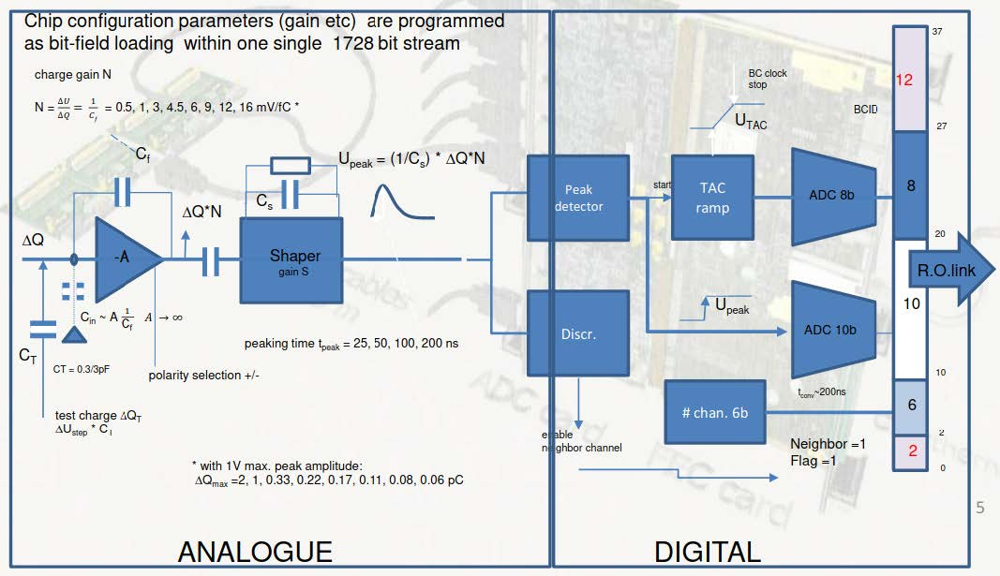 Chip configuration parameters (gain etc) are programmed
as bit-field loading within one single 1728 bit stream
charge gain N
N = ΔU/ΔQ = 1/Cf = 0.5, 1, 3, 4.5, 6, 9, 12, 16 mV/fC *
Cf
Upeak = (1/Cs) * ΔQ*N
Cs
ΔQ*N
ΔQ
-A
Shaper
gain S
Cin ~ A 1/Cf A → ∞
CT
CT = 0.3/3pF
polarity selection +/-
peaking time tpeak = 25, 50, 100, 200 ns
test charge ΔQT
ΔUstep * CT
* with 1V max. peak amplitude:
ΔQmax =2, 1, 0.33, 0.22, 0.17, 0.11, 0.08, 0.06 pC
ANALOGUE
Peak
detector
Discr.
enable
neighbor channel
start
TAC
ramp
BC clock
stop
UTAC
ADC 8b
Upeak
ADC 10b
tconv~200ns
# chan. 6b
Neighbor =1
Flag =1
BCID
37
12
27
8
20
10
10
6
2
2
0
R.O.link
DIGITAL
5
ADC card
FEC card